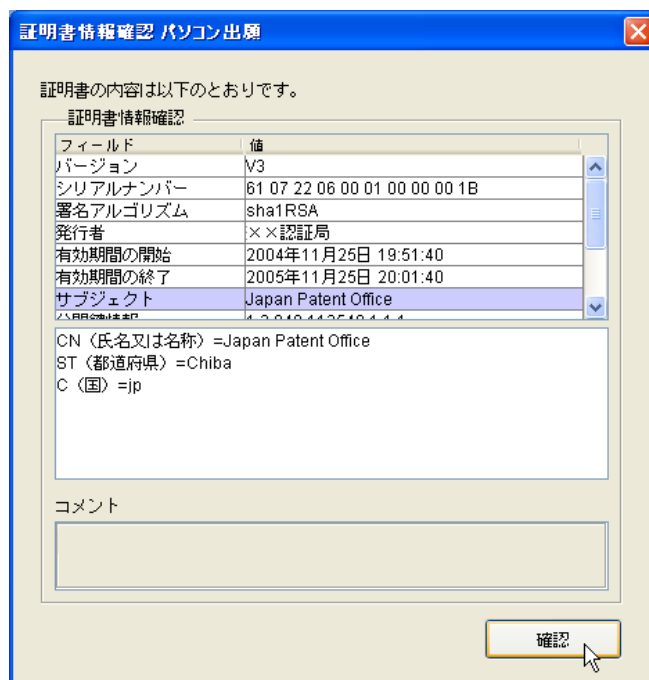 証明書情報確認 パソコン出願
証明書の内容は以下のとおりです。
証明書情報確認
フィールド 値
バージョン V3
シリアルナンバー 61 07 22 06 00 01 00 00 00 1B
署名アルゴリズム sha1RSA
発行者 ××認証局
有効期間の開始 2004年11月25日 19:51:40
有効期間の終了 2005年11月25日 20:01:40
サブジェクト Japan Patent Office
CN（氏名又は名称）=Japan Patent Office
ST（都道府県）=Chiba
C（国）=jp
コメント
確認